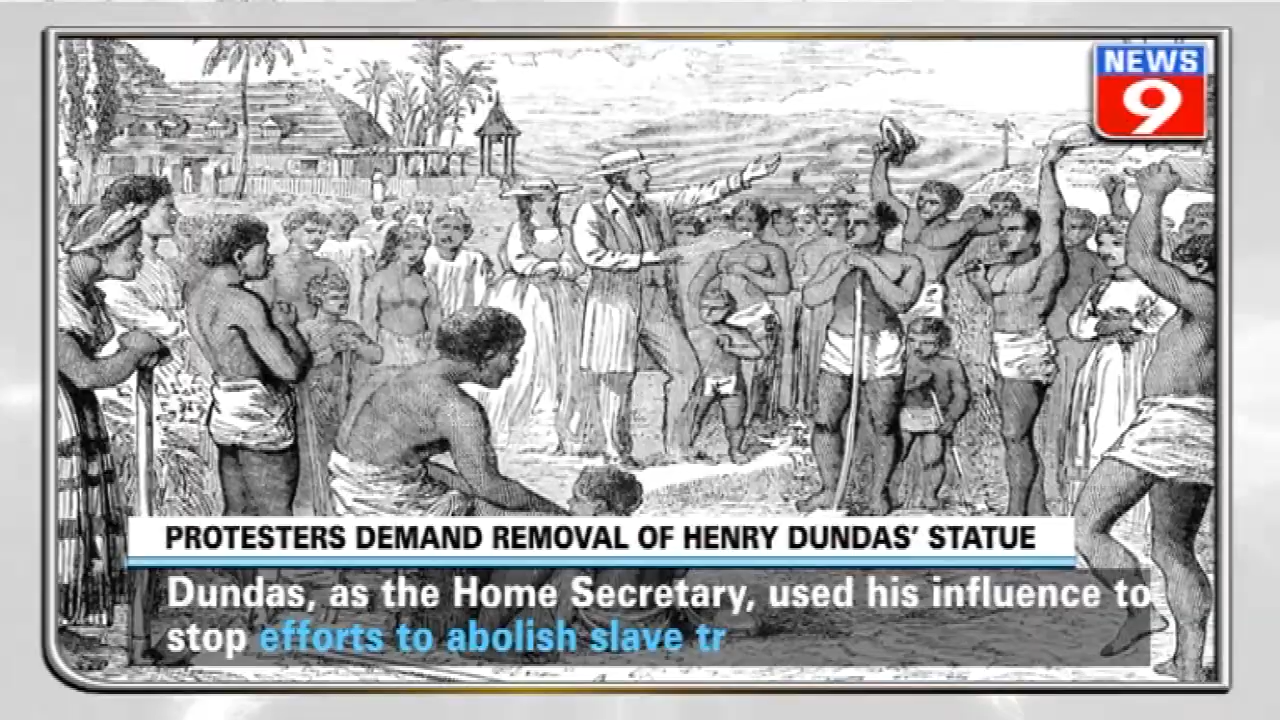 NEWS
9
PROTESTERS DEMAND REMOVAL OF HENRY DUNDAS' STATUE
Dundas, as the Home Secretary, used his influence to
stop efforts to abolish slave tr